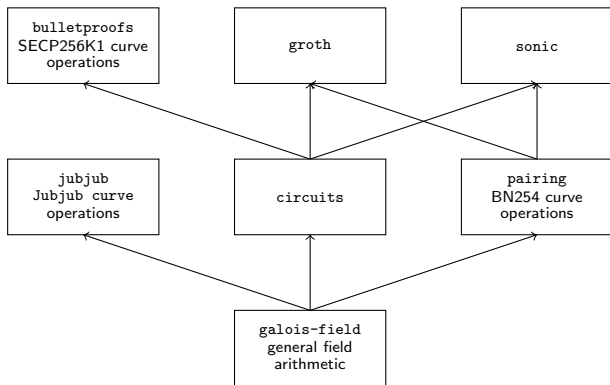 bulletproofs
SECP256K1 curve
operations
groth
sonic
jubjub
Jubjub curve
operations
circuits
pairing
BN254 curve
operations
galois-field
general field
arithmetic